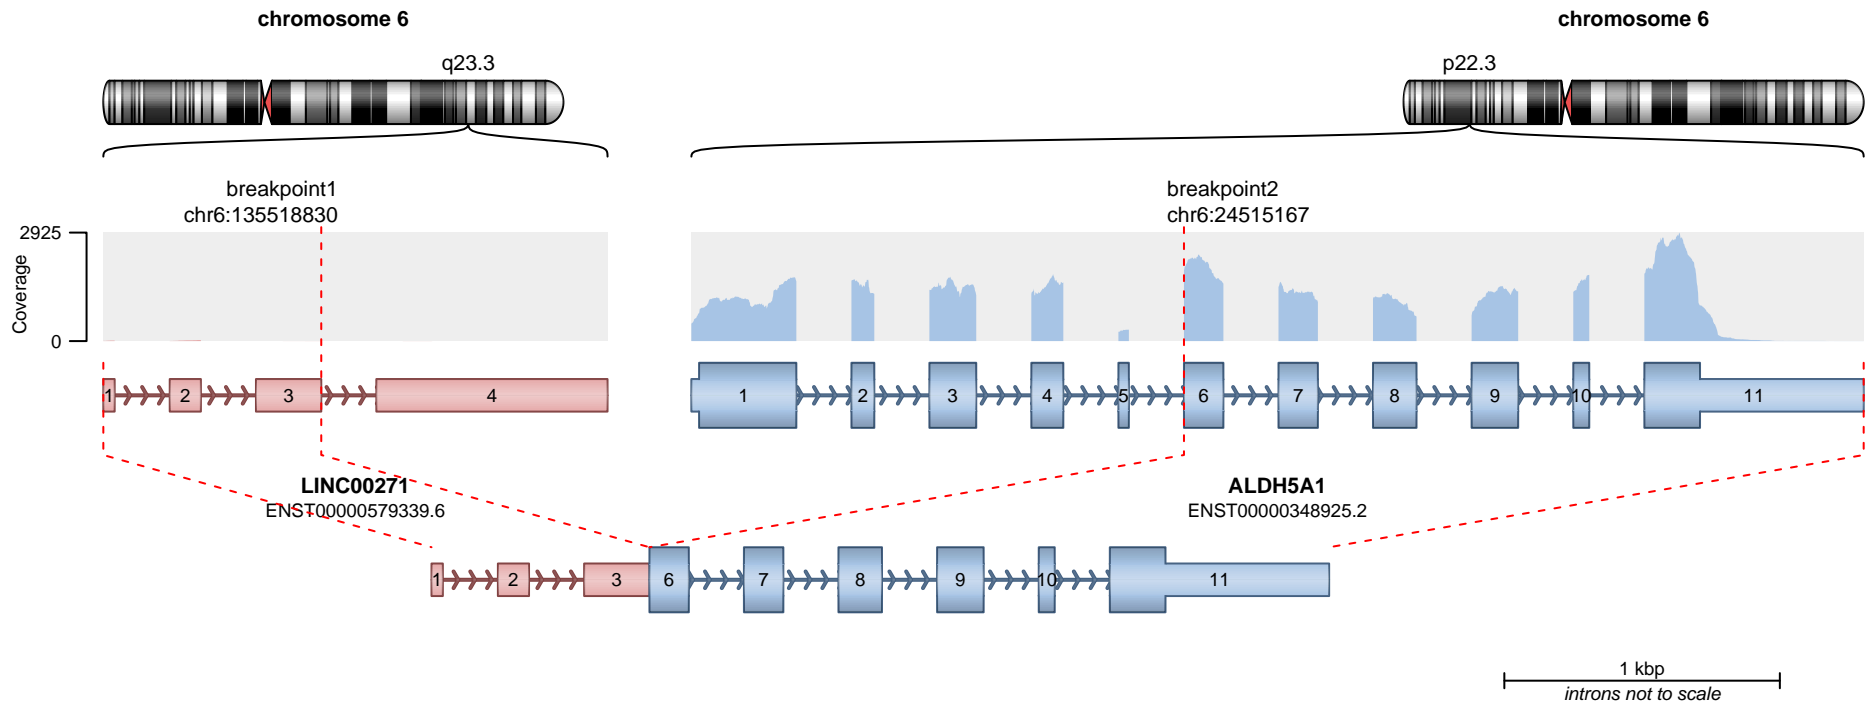 chromosome 6
chromosome 6
q23.3
p22.3
breakpoint1
chr6:135518830
breakpoint2
chr6:24515167
2925
Coverage
0
1 2 3 4
1 2 3 4 5 6 7 8 9 10 11
LINC00271
ENST00000579339.6
ALDH5A1
ENST00000348925.2
1 2 3 6 7 8 9 10 11
1 kbp
introns not to scale